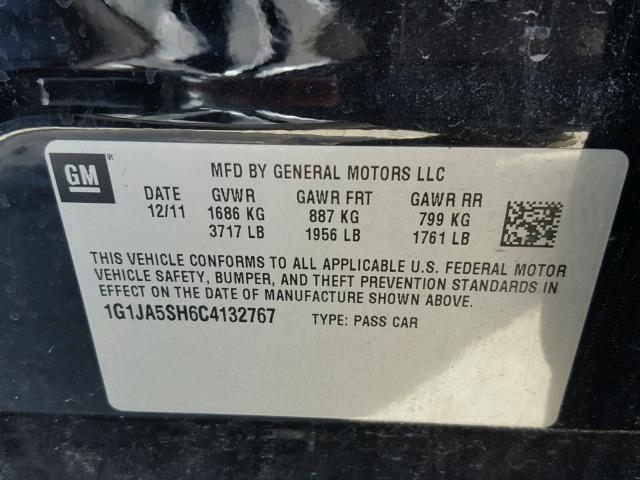 GM®
MFD BY GENERAL MOTORS LLC
DATE GVWR GAWR FRT GAWR RR
12/11 1686 KG 887 KG 799 KG
3717 LB 1956 LB 1761 LB
THIS VEHICLE CONFORMS TO ALL APPLICABLE U.S. FEDERAL MOTOR
VEHICLE SAFETY, BUMPER, AND THEFT PREVENTION STANDARDS IN
EFFECT ON THE DATE OF MANUFACTURE SHOWN ABOVE.
1G1JA5SH6C4132767 TYPE: PASS CAR